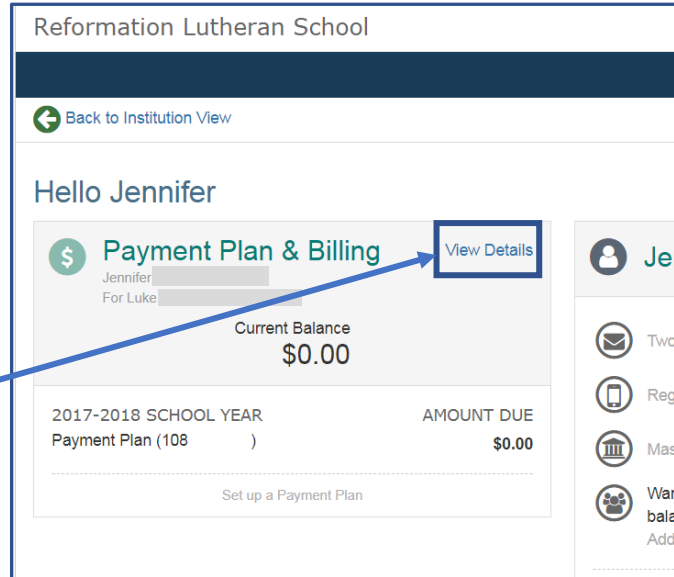 Reformation Lutheran School
Back to Institution View
Hello Jennifer
Payment Plan & Billing
View Details
Jennifer
For Luke
Current Balance
$0.00
2017-2018 SCHOOL YEAR
AMOUNT DUE
Payment Plan (108 )
$0.00
Set up a Payment Plan
$
Je
Two
Reg
Mas
bala
Add